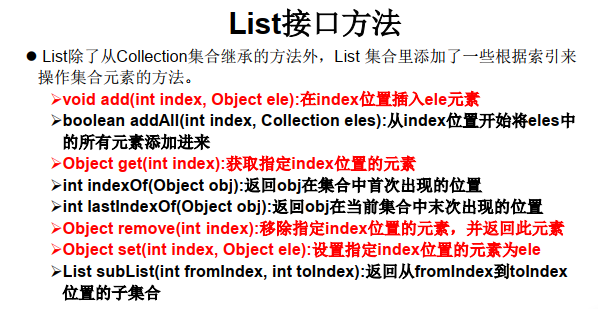 List接口方法
● List除了从Collection集合继承的方法外，List 集合里添加了一些根据索引来
操作集合元素的方法。
➢void add(int index, Object ele):在index位置插入ele元素
➢boolean addAll(int index, Collection eles):从index位置开始将eles中
的所有元素添加进来
➢Object get(int index):获取指定index位置的元素
➢int indexOf(Object obj):返回obj在集合中首次出现的位置
➢int lastIndexOf(Object obj):返回obj在当前集合中末次出现的位置
➢Object remove(int index):移除指定index位置的元素，并返回此元素
➢Object set(int index, Object ele):设置指定index位置的元素为ele
➢List subList(int fromIndex, int toIndex):返回从fromIndex到toIndex
位置的子集合